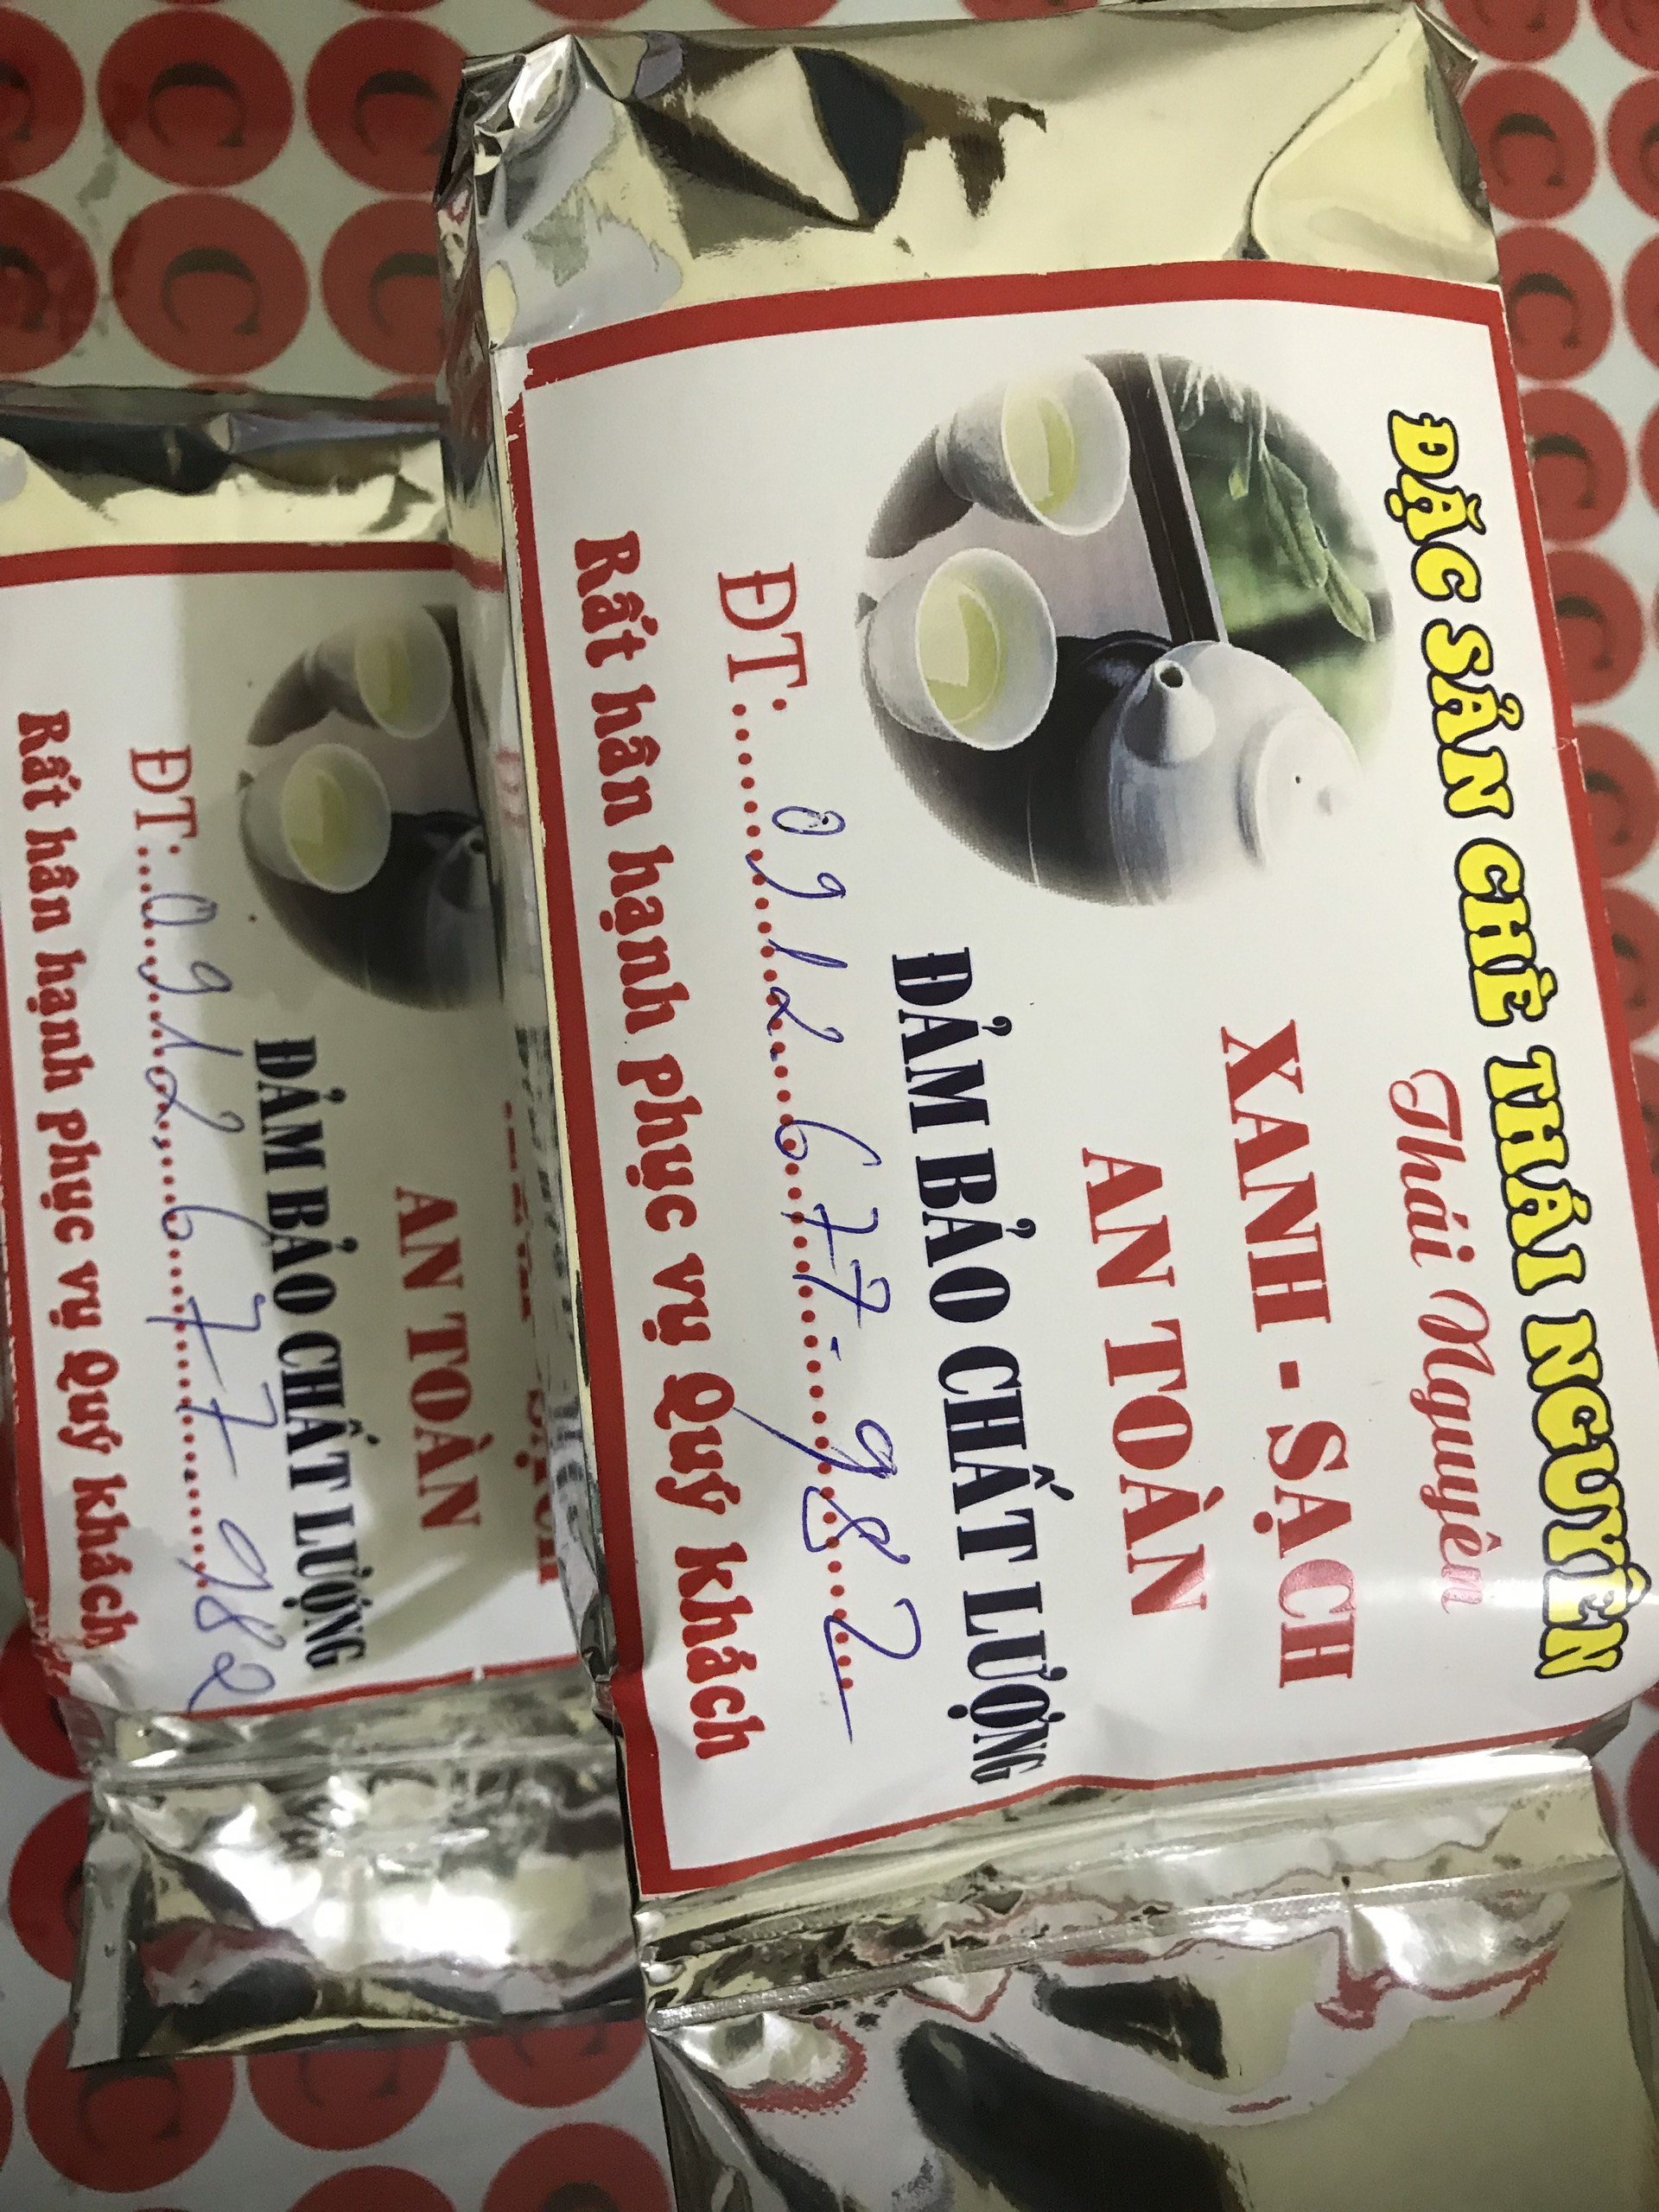 ĐẶC SẢN CHÈ THÁI NGUYÊN
Thái Nguyên
XANH - SẠCH
AN TOÀN
ĐẢM BẢO CHẤT LƯỢNG
ĐT: 0912.677.982
Rất hân hạnh phục vụ Quý khách
AN TOÀN
ĐẢM BẢO CHẤT LƯỢNG
ĐT: 0912.677 982
Rất hân hạnh phục vụ Quý khách